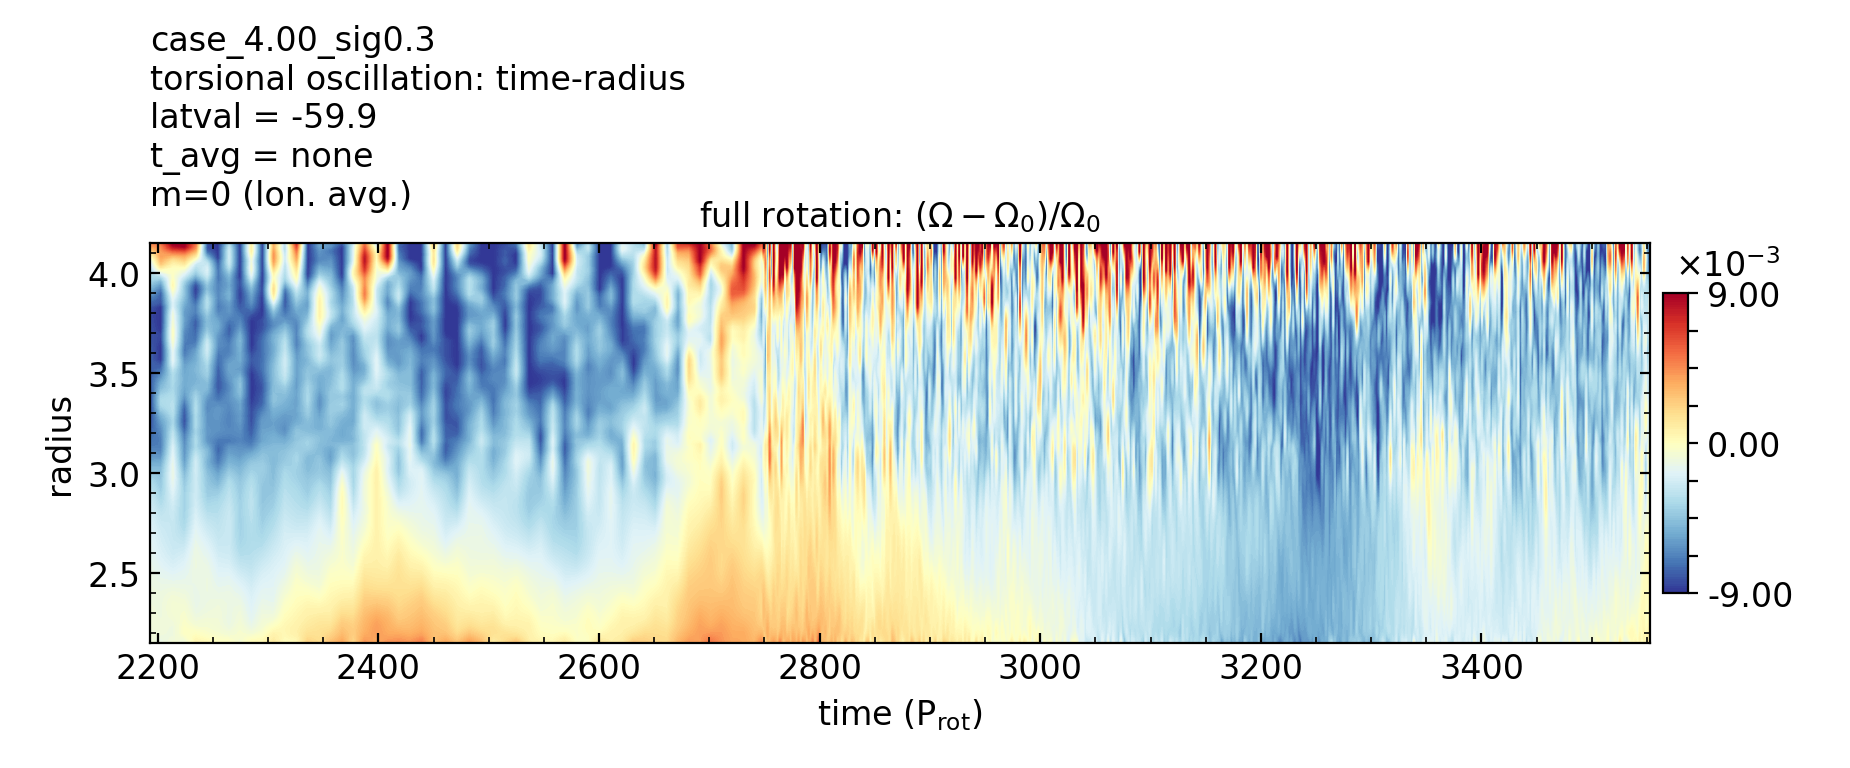 case_4.00_sig0.3
torsional oscillation: time-radius
latval = -59.9
t_avg = none
m=0 (lon. avg.)
full rotation: (Ω − Ω₀)/Ω₀
×10⁻³
9.00
0.00
-9.00
radius
4.0
3.5
3.0
2.5
2200 2400 2600 2800 3000 3200 3400
time (P_rot)